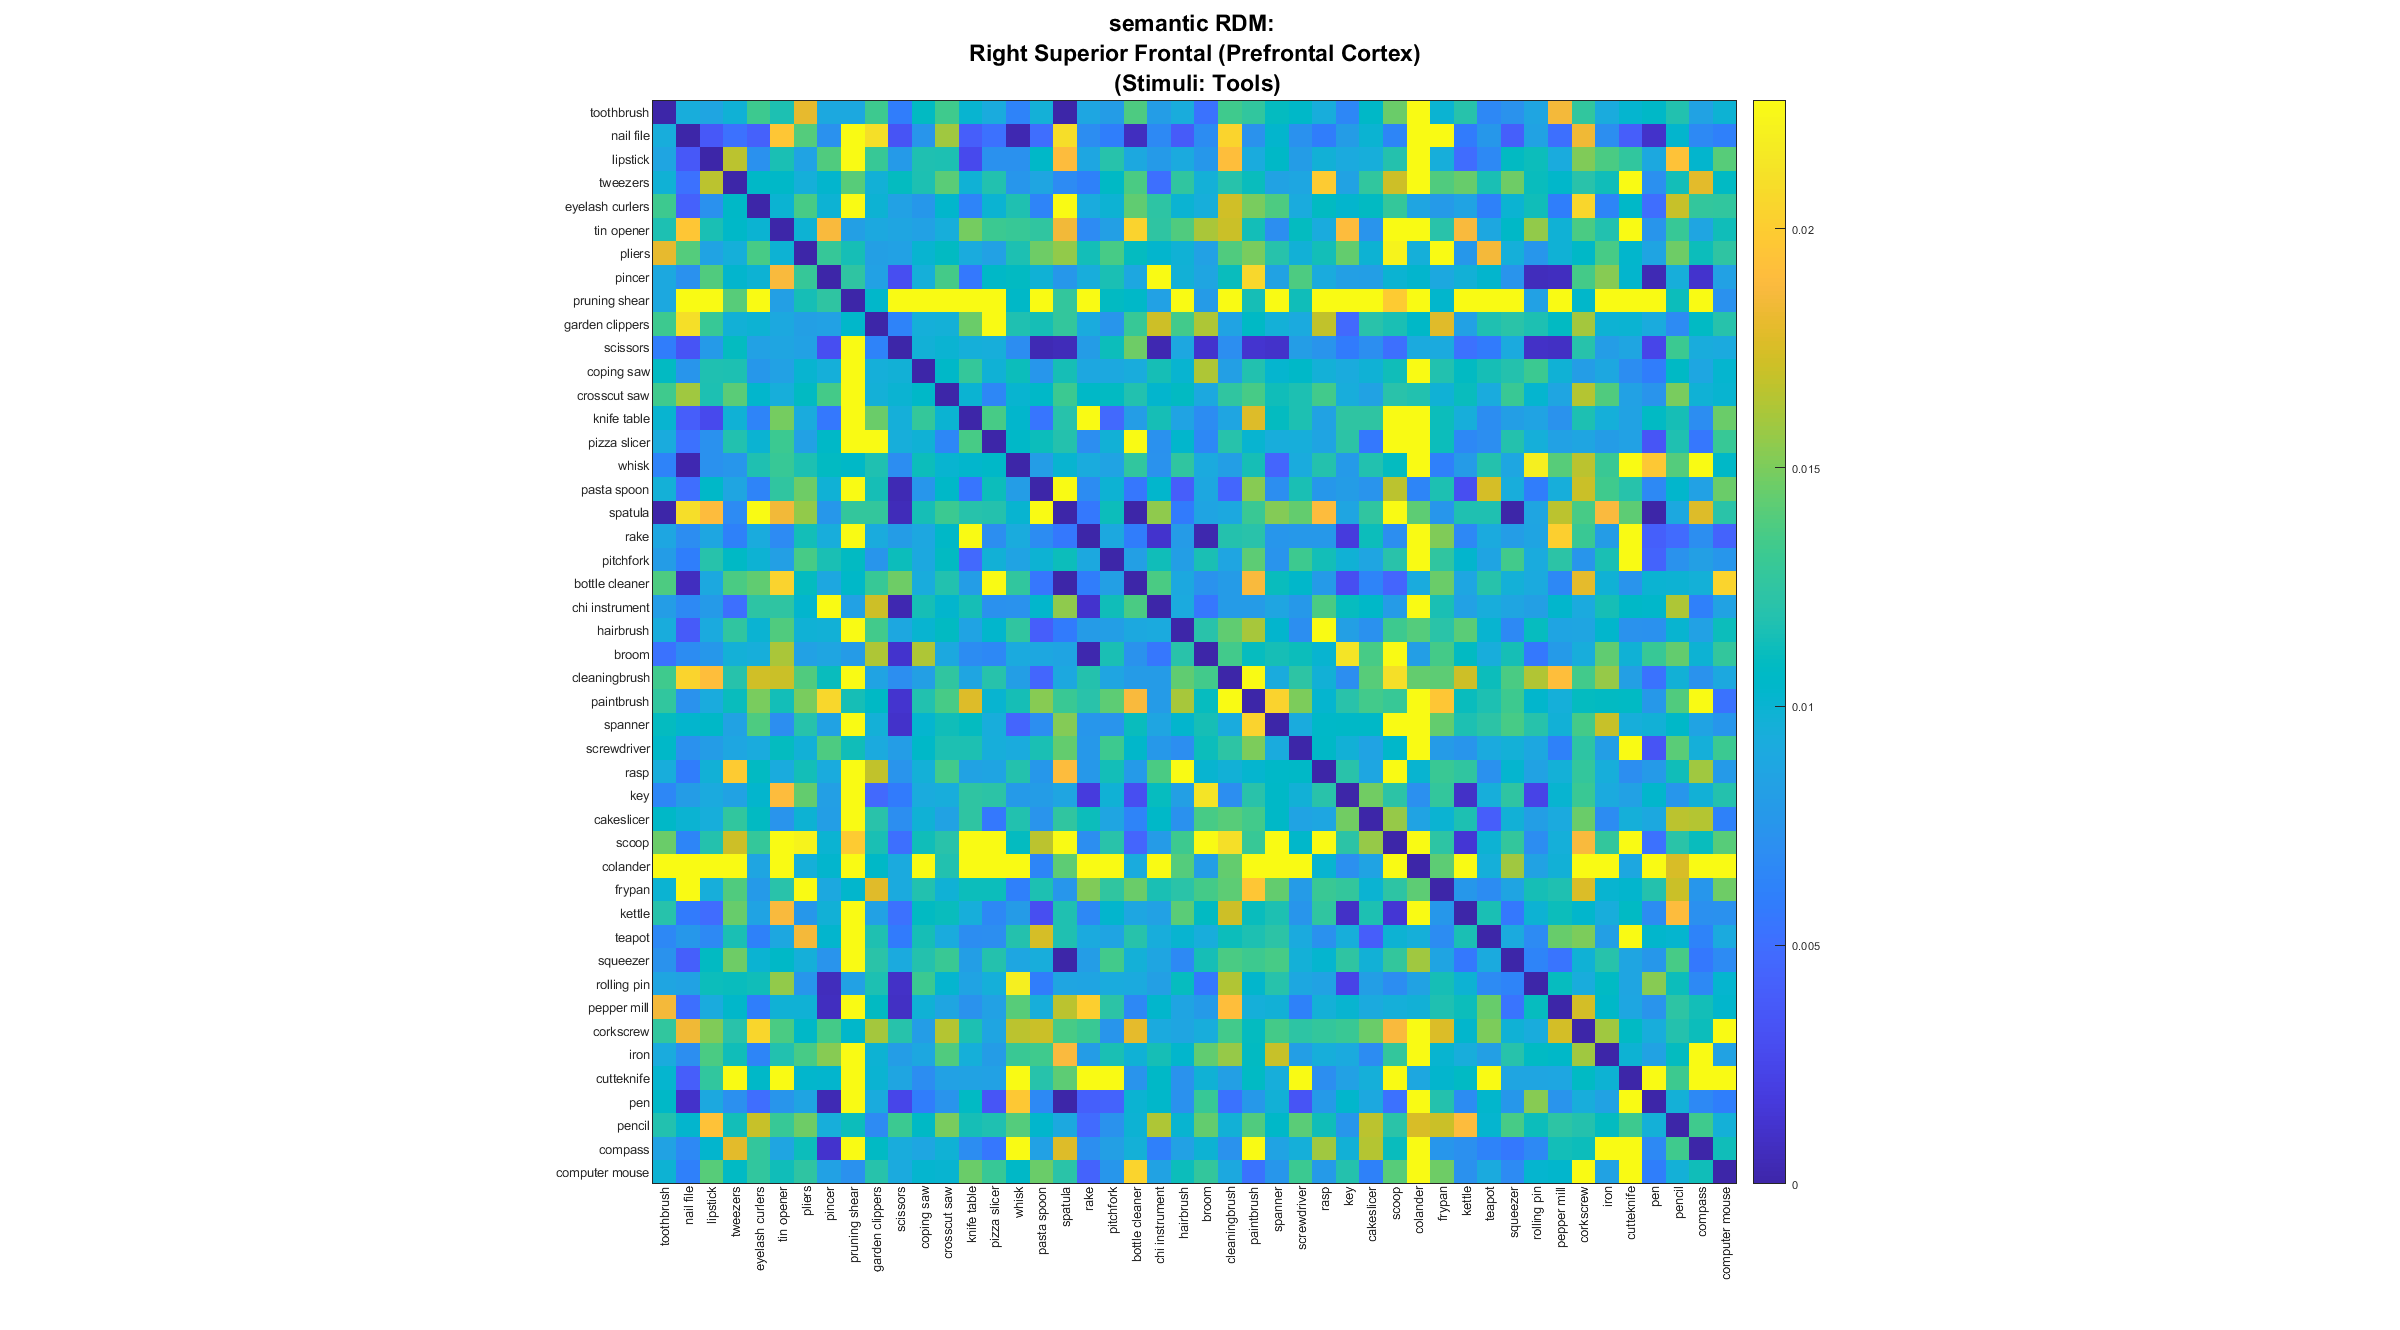 semantic RDM:
Right Superior Frontal (Prefrontal Cortex)
(Stimuli: Tools)
toothbrush
nail file
lipstick
tweezers
eyelash curlers
tin opener
pliers
pincer
pruning shear
garden clippers
scissors
coping saw
crosscut saw
knife table
pizza slicer
whisk
pasta spoon
spatula
rake
pitchfork
bottle cleaner
chi instrument
hairbrush
broom
cleaningbrush
paintbrush
spanner
screwdriver
rasp
key
cakeslicer
scoop
colander
frypan
kettle
teapot
squeezer
rolling pin
pepper mill
corkscrew
iron
cutteknife
pen
pencil
compass
computer mouse
toothbrush
nail file
lipstick
tweezers
eyelash curlers
tin opener
pliers
pincer
pruning shear
garden clippers
scissors
coping saw
crosscut saw
knife table
pizza slicer
whisk
pasta spoon
spatula
rake
pitchfork
bottle cleaner
chi instrument
hairbrush
broom
cleaningbrush
paintbrush
spanner
screwdriver
rasp
key
cakeslicer
scoop
colander
frypan
kettle
teapot
squeezer
rolling pin
pepper mill
corkscrew
iron
cutteknife
pen
pencil
compass
computer mouse
0.02
0.015
0.01
0.005
0